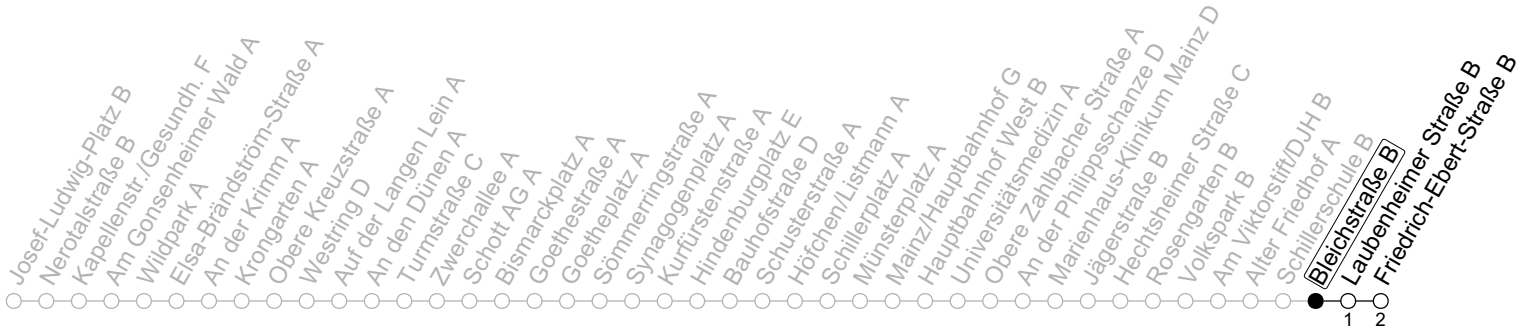 Josef-Ludwig-Platz B
Nerotalstraße B
Kapellenstr./Gesundh. F
Am Gonsenheimer Wald A
Wildpark A
Elsa-Brändström-Straße A
An der Krimm A
Krongarten A
Obere Kreuzstraße A
Westring D
Auf der Langen Lein A
An den Dünen A
Turmstraße C
Zwerchallee A
Schott AG A
Bismarckplatz A
Goethestraße A
Goetheplatz A
Sömmerringstraße A
Synagogenplatz A
Kurfürstenstraße A
Hindenburgplatz E
Bauhofstraße D
Schusterstraße A
Höfchen/Listmann A
Schillerplatz A
Münsterplatz A
Mainz/Hauptbahnhof G
Hauptbahnhof West B
Universitätsmedizin A
Obere Zahlbacher Straße A
An der Philippsschanze D
Marienhaus-Klinikum Mainz D
Jägerstraße B
Hechtsheimer Straße C
Rosengarten B
Volkspark B
Am Viktorstift/DJH B
Alter Friedhof A
Schillerschule B
Bleichstraße B
Laubenheimer Straße B
Friedrich-Ebert-Straße B
1 2